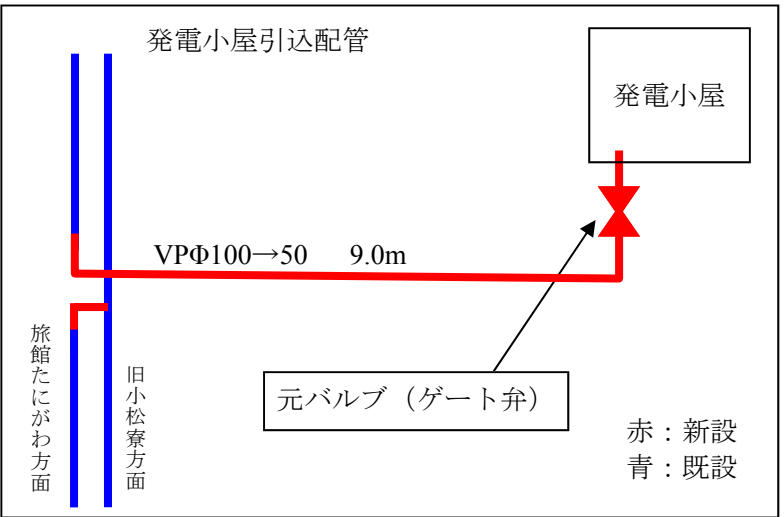 発電小屋引込配管
発電小屋
VPΦ100→50　9.0m
旅館たにがわ方面
旧小松寮方面
元バルブ（ゲート弁）
赤：新設
青：既設